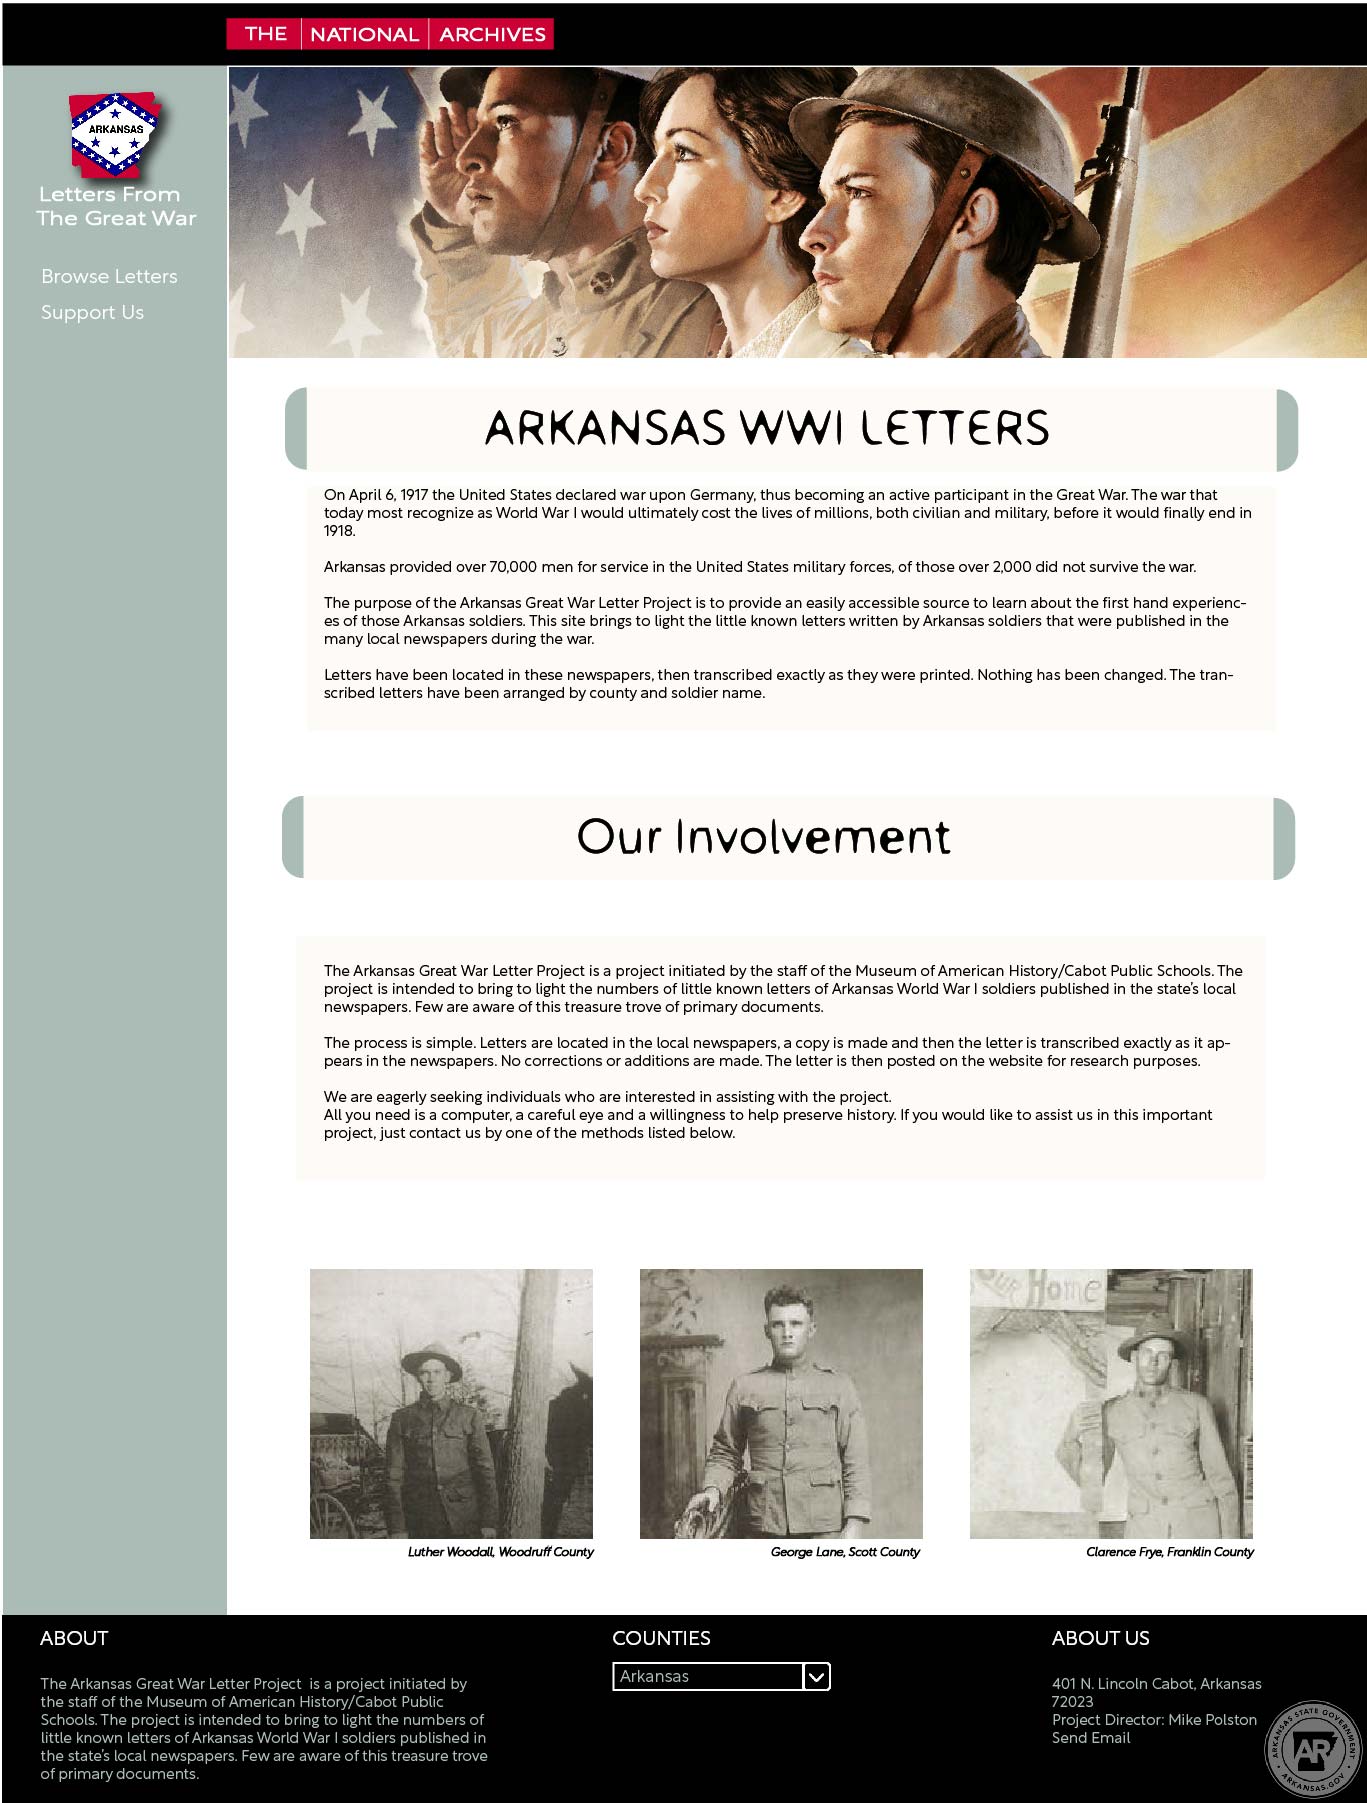 THE NATIONAL ARCHIVES
ARKANSAS
Letters From
The Great War
Browse Letters
Support Us
ARKANSAS WWI LETTERS
On April 6, 1917 the United States declared war upon Germany, thus becoming an active participant in the Great War. The war that
today most recognize as World War I would ultimately cost the lives of millions, both civilian and military, before it would finally end in
1918.
Arkansas provided over 70,000 men for service in the United States military forces, of those over 2,000 did not survive the war.
The purpose of the Arkansas Great War Letter Project is to provide an easily accessible source to learn about the first hand experienc-
es of those Arkansas soldiers. This site brings to light the little known letters written by Arkansas soldiers that were published in the
many local newspapers during the war.
Letters have been located in these newspapers, then transcribed exactly as they were printed. Nothing has been changed. The tran-
scribed letters have been arranged by county and soldier name.
Our Involvement
The Arkansas Great War Letter Project is a project initiated by the staff of the Museum of American History/Cabot Public Schools. The
project is intended to bring to light the numbers of little known letters of Arkansas World War I soldiers published in the state's local
newspapers. Few are aware of this treasure trove of primary documents.
The process is simple. Letters are located in the local newspapers, a copy is made and then the letter is transcribed exactly as it ap-
pears in the newspapers. No corrections or additions are made. The letter is then posted on the website for research purposes.
We are eagerly seeking individuals who are interested in assisting with the project.
All you need is a computer, a careful eye and a willingness to help preserve history. If you would like to assist us in this important
project, just contact us by one of the methods listed below.
Our Home
Luther Woodall, Woodruff County
George Lane, Scott County
Clarence Frye, Franklin County
ABOUT
The Arkansas Great War Letter Project is a project initiated by
the staff of the Museum of American History/Cabot Public
Schools. The project is intended to bring to light the numbers of
little known letters of Arkansas World War I soldiers published in
the state's local newspapers. Few are aware of this treasure trove
of primary documents.
COUNTIES
Arkansas
ABOUT US
401 N. Lincoln Cabot, Arkansas
72023
Project Director: Mike Polston
Send Email
ARKANSAS STATE GOVERNMENT
AR
ARKANSAS.GOV